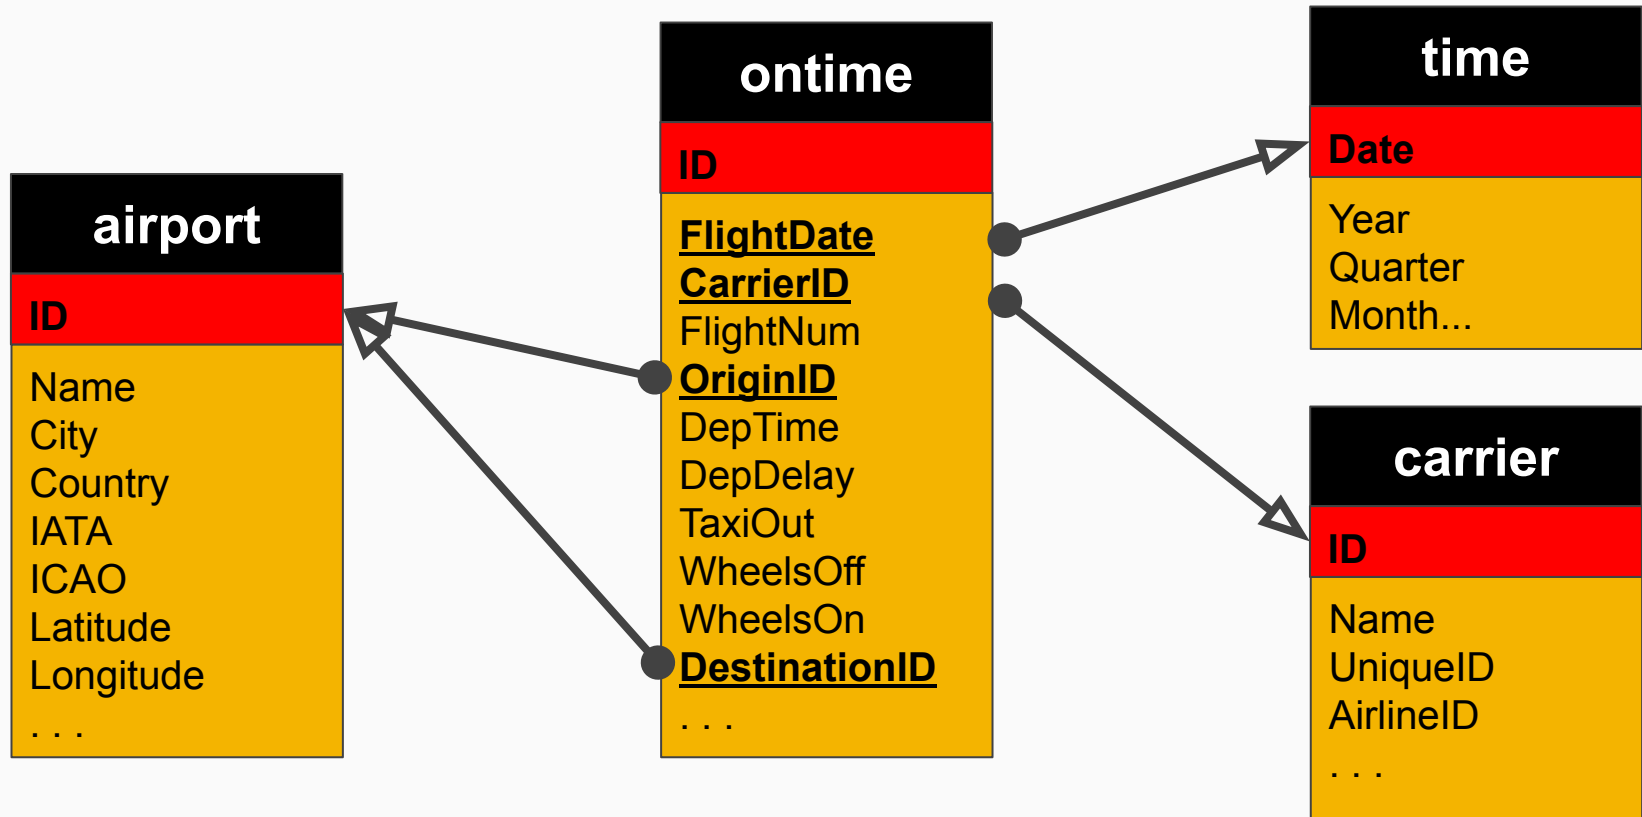 airport
ID
Name
City
Country
IATA
ICAO
Latitude
Longitude
. . .
ontime
ID
FlightDate
CarrierID
FlightNum
OriginID
DepTime
DepDelay
TaxiOut
WheelsOff
WheelsOn
DestinationID
. . .
time
Date
Year
Quarter
Month...
carrier
ID
Name
UniqueID
AirlineID
. . .